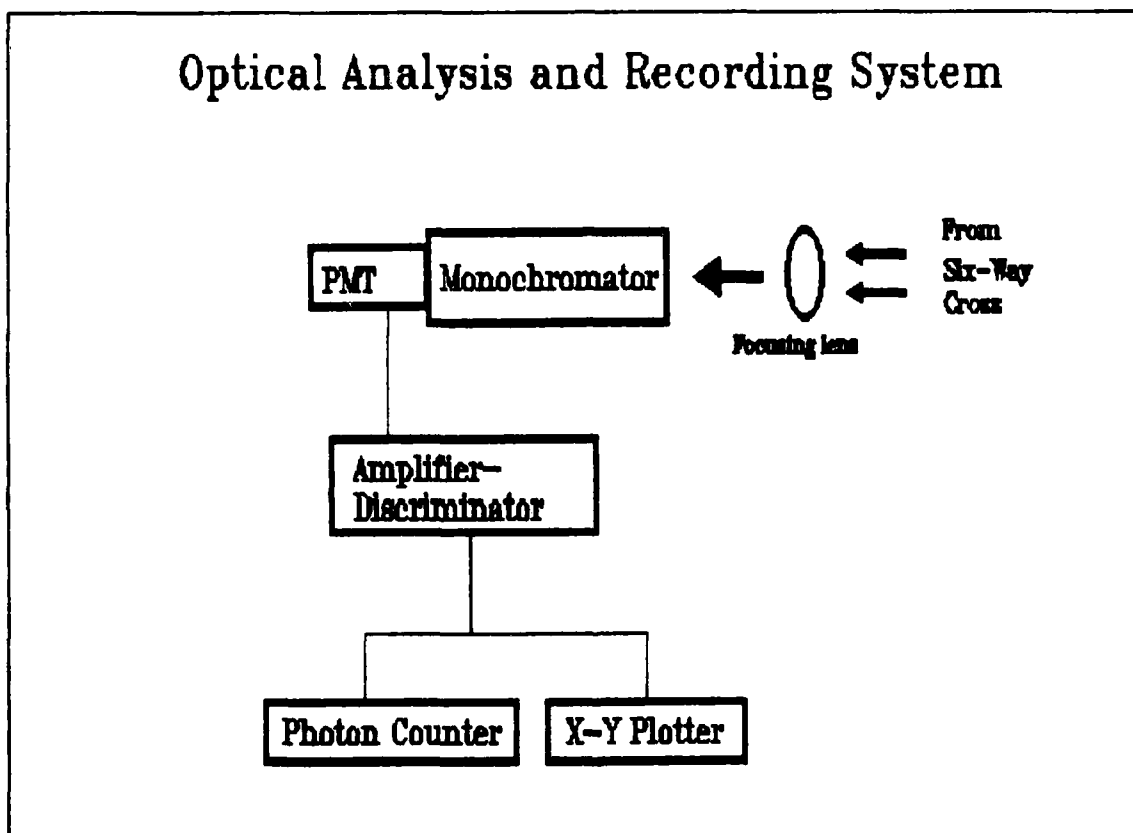 Optical Analysis and Recording System
From
Six-Way
Cross
PMT
Monochromator
Focusing lens
Amplifier-
Discriminator
Photon Counter
X-Y Plotter